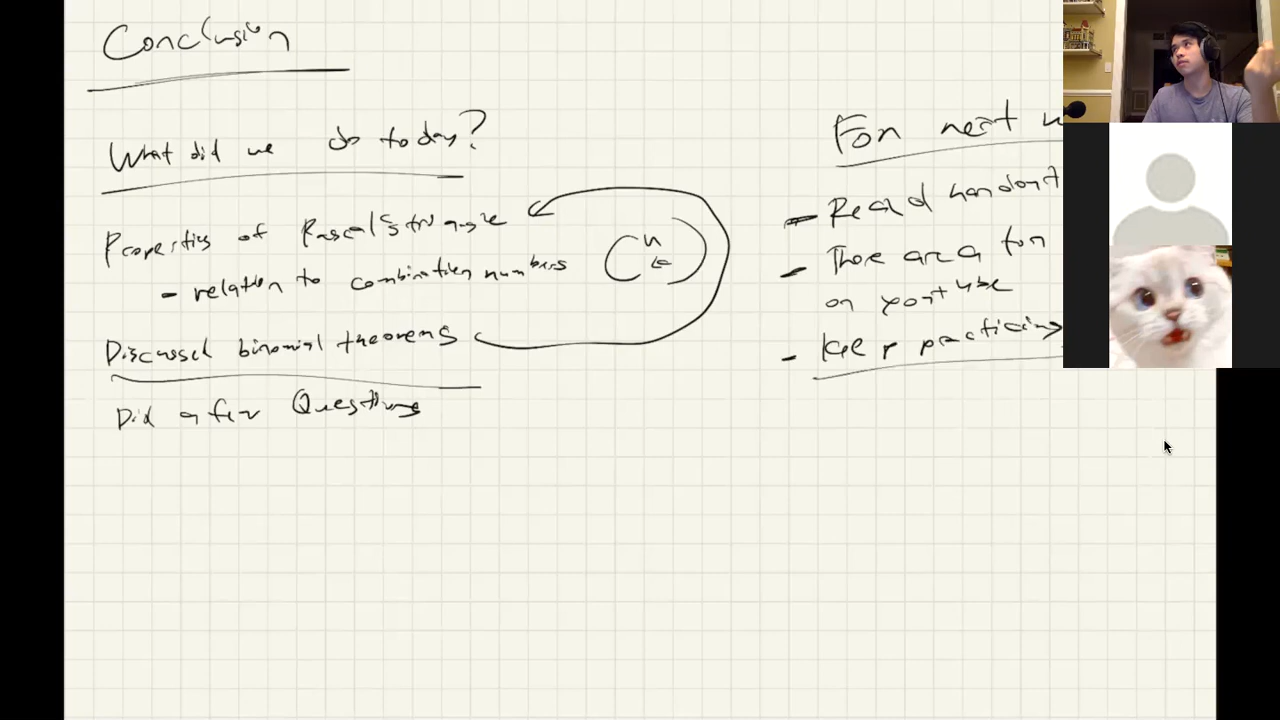 Conclusion
What did we do today?
Properties of Pascal's triangle
- relation to combination numbers
(n
k)
Discussed binomial theorems
Did a few Questions
For next w
- Read handout
- There are a ton
on youtube
- Keep practicing